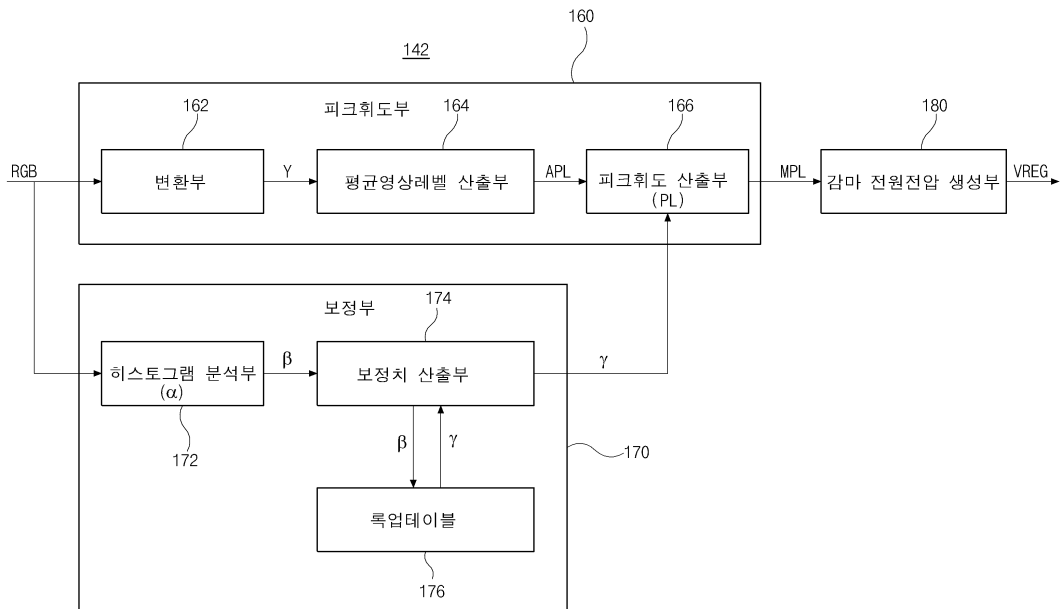 160
142
피크휘도부
162
164
166
180
RGB
변환부
Y
평균영상레벨 산출부
APL
피크휘도 산출부
(PL)
MPL
감마 전원전압 생성부
VREG
보정부
174
히스토그램 분석부
(α)
β
보정치 산출부
γ
172
β
γ
170
룩업테이블
176